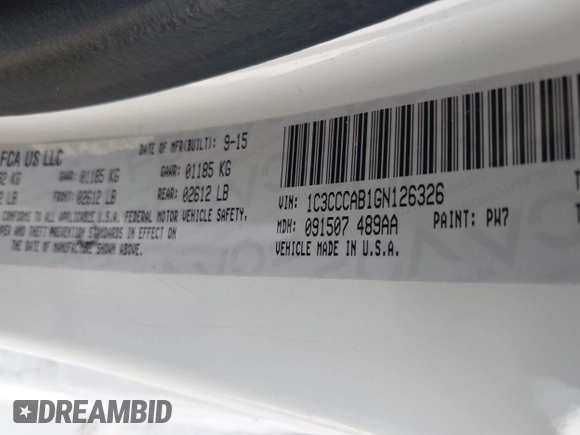 FCA US LLC
DATE OF MFR(BUILT): 9-15
GAWR: 01185 KG
GAWR: 01185 KG
FRONT: 02612 LB
REAR: 02612 LB
CONFORMS TO ALL APPLICABLE U.S.A. FEDERAL MOTOR VEHICLE SAFETY,
AND THEFT PREVENTION STANDARDS IN EFFECT ON
THE DATE OF MANUFACTURE SHOWN ABOVE.
VIN: 1C3CCCAB1GN126326
MDH: 091507 489AA PAINT: PW7
VEHICLE MADE IN U.S.A.
DREAMBID